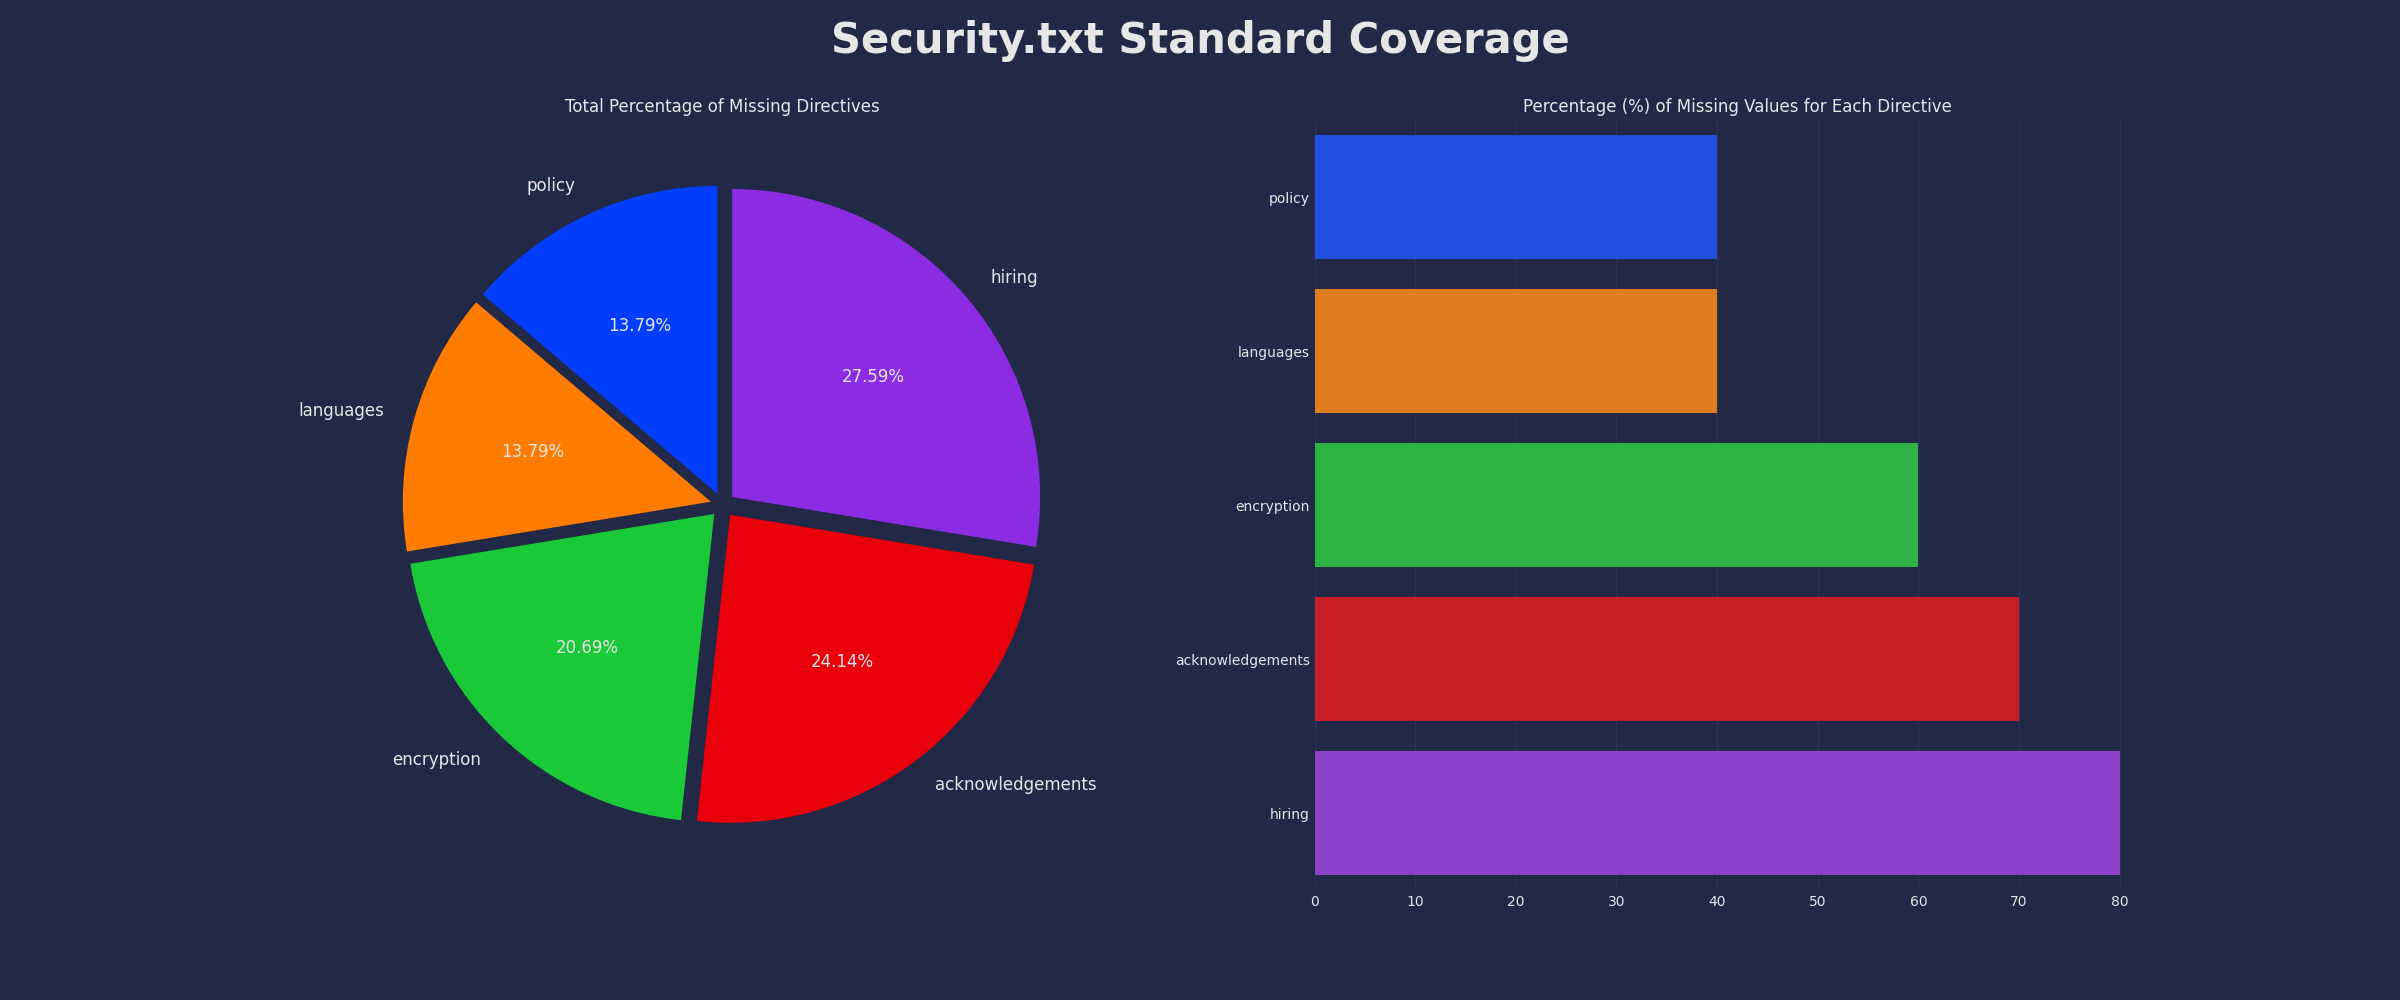 Security.txt Standard Coverage
Total Percentage of Missing Directives
policy
13.79%
hiring
27.59%
languages
13.79%
20.69%
24.14%
encryption
acknowledgements
Percentage (%) of Missing Values for Each Directive
policy
languages
encryption
acknowledgements
hiring
0 10 20 30 40 50 60 70 80